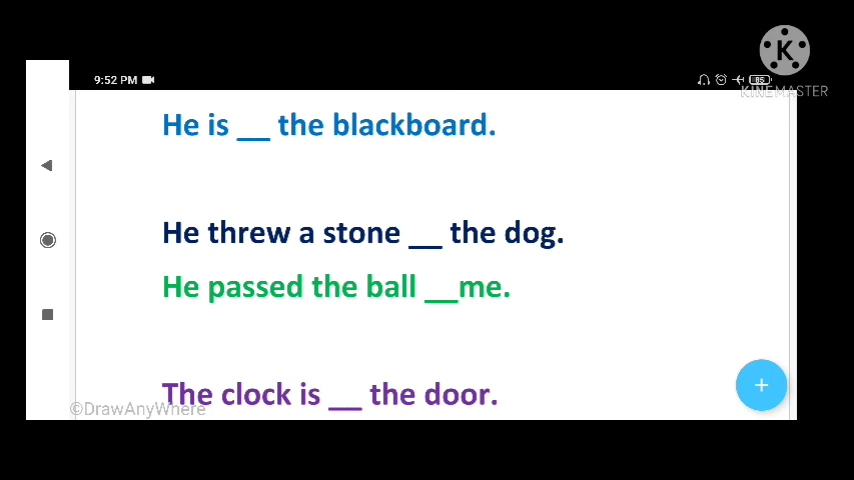 9:52 PM
85
K
KINEMASTER
He is __ the blackboard.
He threw a stone __ the dog.
He passed the ball __me.
The clock is __ the door.
©DrawAnyWhere